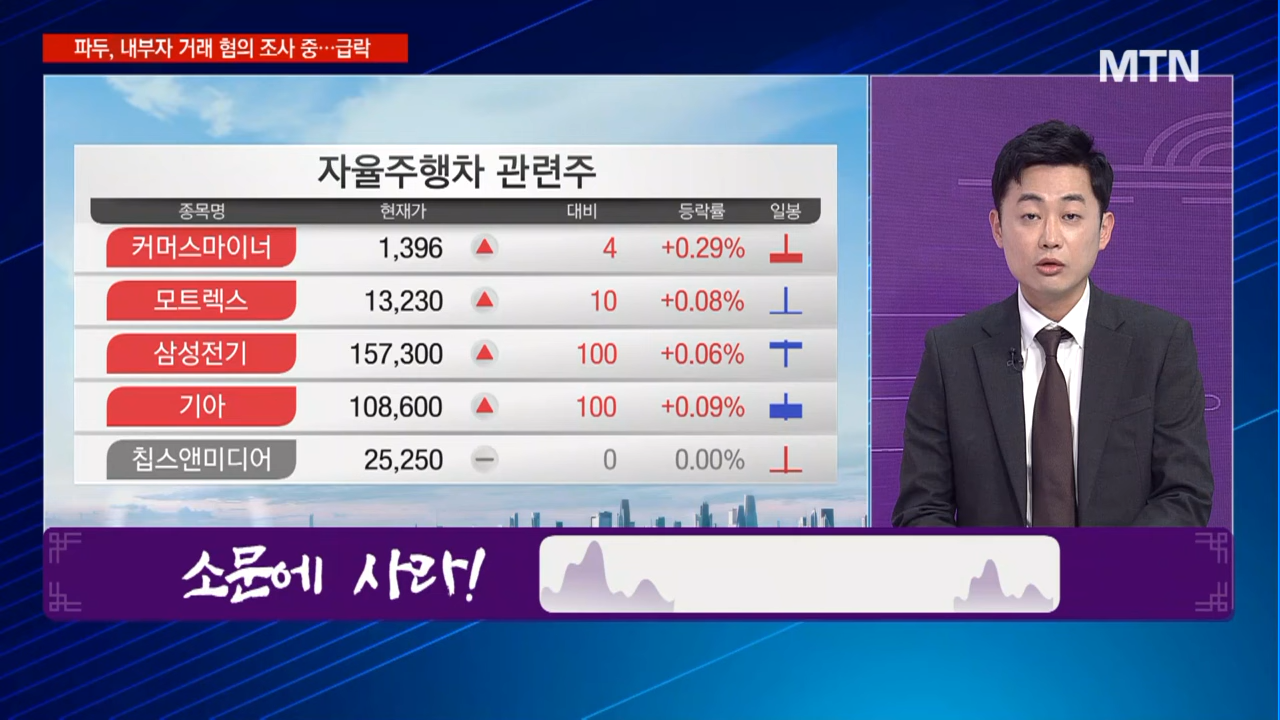 파두, 내부자 거래 혐의 조사 중…급락
MTN
자율주행차 관련주
종목명 현재가 대비 등락률 일봉
커머스마이너 1,396 ▲ 4 +0.29%
모트렉스 13,230 ▲ 10 +0.08%
삼성전기 157,300 ▲ 100 +0.06%
기아 108,600 ▲ 100 +0.09%
칩스앤미디어 25,250 — 0 0.00%
소문에 사라!